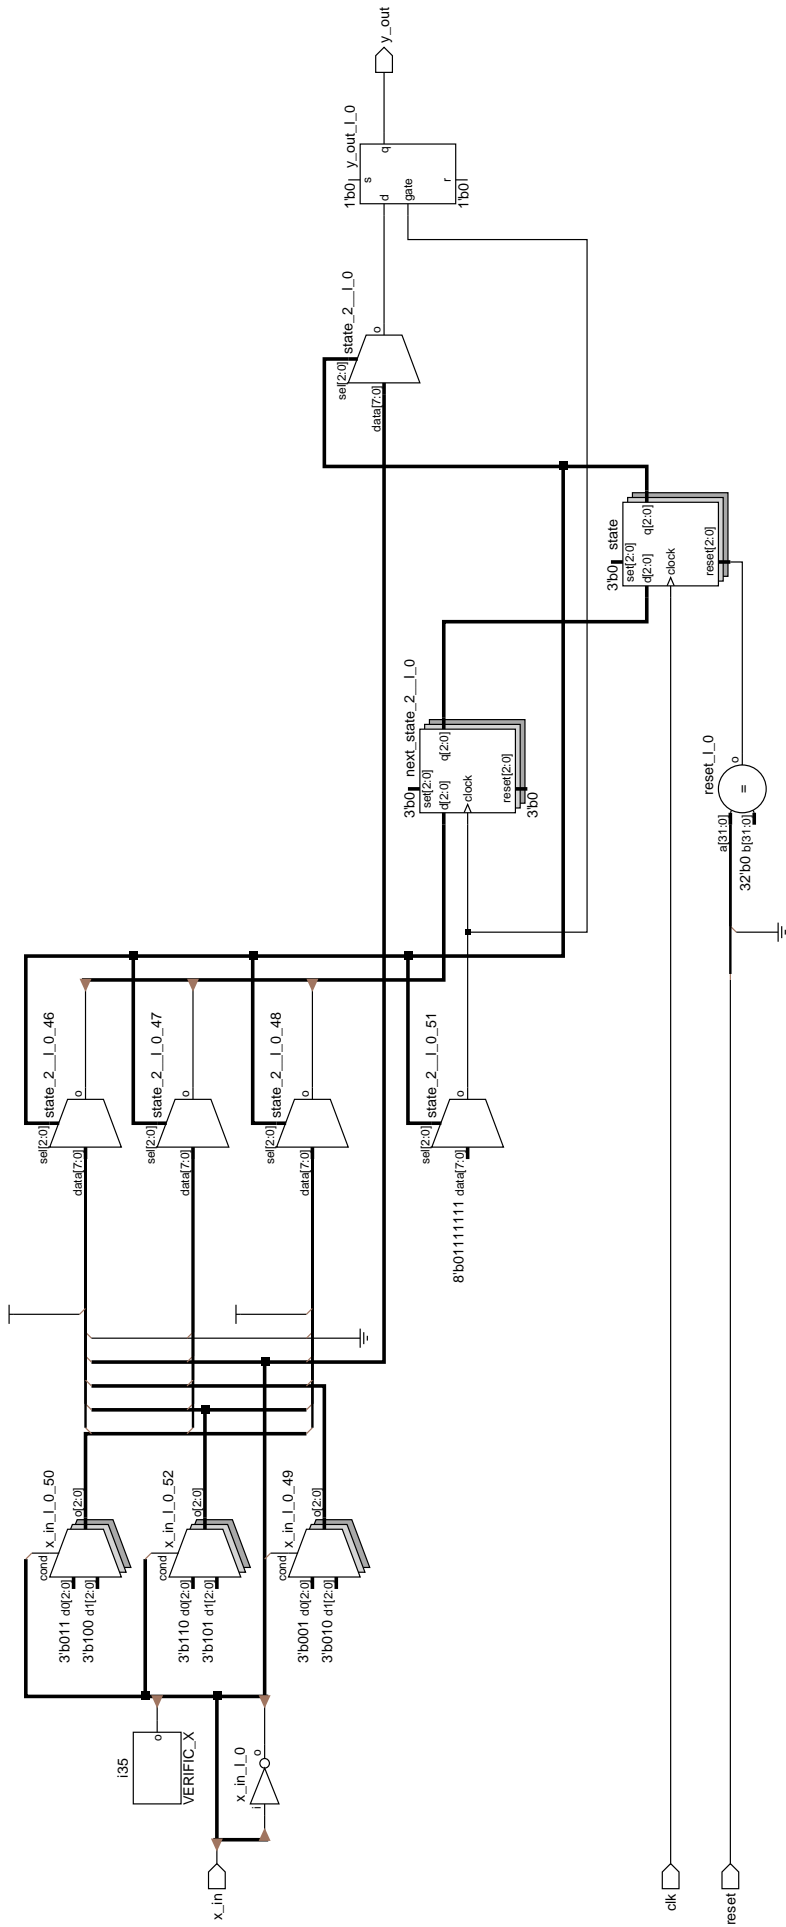 y_out
1'b0 y_out_I_0
s
q
d
gate
r
1'b0
state_2__I_0
sel[2:0]
o
data[7:0]
3'b0 state
set[2:0]
q[2:0]
d[2:0]
clock
reset[2:0]
3'b0 next_state_2__I_0
set[2:0]
q[2:0]
d[2:0]
clock
reset[2:0]
3'b0
reset_I_0
o
=
a[31:0]
32'b0 b[31:0]
state_2__I_0_46
sel[2:0]
o
data[7:0]
state_2__I_0_47
sel[2:0]
o
data[7:0]
state_2__I_0_48
sel[2:0]
o
data[7:0]
state_2__I_0_51
sel[2:0]
o
8'b01111111 data[7:0]
x_in_I_0_50
cond
o[2:0]
3'b011 d0[2:0]
3'b100 d1[2:0]
x_in_I_0_52
cond
o[2:0]
3'b110 d0[2:0]
3'b101 d1[2:0]
x_in_I_0_49
cond
o[2:0]
3'b001 d0[2:0]
3'b010 d1[2:0]
i35
o
VERIFIC_X
x_in_I_0
i
o
x_in
clk
reset